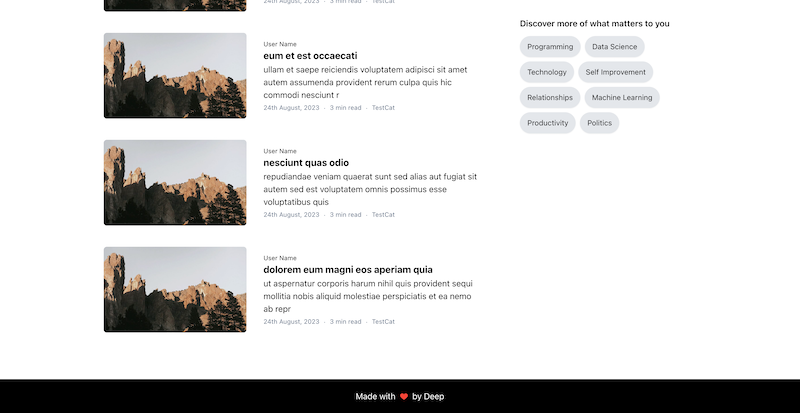 24th August, 2023 · 3 min read · TestCat
User Name
eum et est occaecati
ullam et saepe reiciendis voluptatem adipisci sit amet
autem assumenda provident rerum culpa quis hic
commodi nesciunt r
24th August, 2023 · 3 min read · TestCat
User Name
nesciunt quas odio
repudiandae veniam quaerat sunt sed alias aut fugiat sit
autem sed est voluptatem omnis possimus esse
voluptatibus quis
24th August, 2023 · 3 min read · TestCat
User Name
dolorem eum magni eos aperiam quia
ut aspernatur corporis harum nihil quis provident sequi
mollitia nobis aliquid molestiae perspiciatis et ea nemo
ab repr
24th August, 2023 · 3 min read · TestCat
Discover more of what matters to you
Programming Data Science
Technology Self Improvement
Relationships Machine Learning
Productivity Politics
Made with ❤️ by Deep